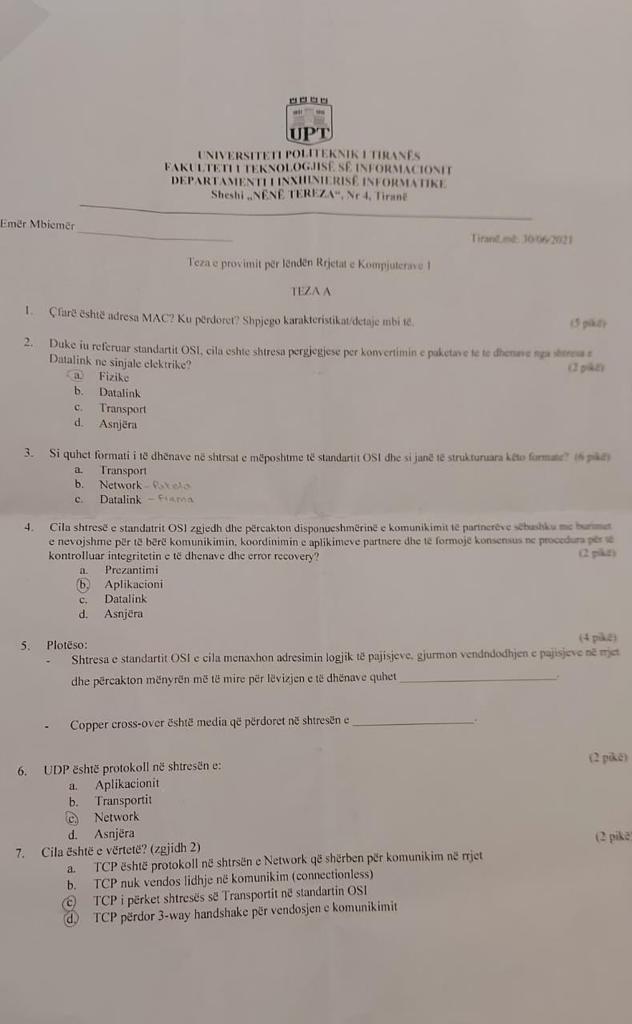 UPT
UNIVERSITETI POLITEKNIK I TIRANËS
FAKULTETI I TEKNOLOGJISË SË INFORMACIONIT
DEPARTAMENTI I INXHINIERISË INFORMATIKE
Sheshi „NËNË TEREZA“, Nr 4, Tiranë
Emër Mbiemër
Tiranë,më: 30/06/2021
Teza e provimit për lëndën Rrjetat e Kompjuterave 1
TEZA A
1. Çfarë është adresa MAC? Ku përdoret? Shpjego karakteristikat/detaje mbi të. (5 pikë)
2. Duke iu referuar standartit OSI, cila eshte shtresa pergjegjese per konvertimin e paketave te te dhenave nga shtresa e
Datalink ne sinjale elektrike? (2 pikë)
a. Fizike
b. Datalink
c. Transport
d. Asnjëra
3. Si quhet formati i të dhënave në shtrsat e mëposhtme të standartit OSI dhe si janë të strukturuara këto formate? (6 pikë)
a. Transport
b. Network - Paketa
c. Datalink - Frama
4. Cila shtresë e standatrit OSI zgjedh dhe përcakton disponueshmërinë e komunikimit të partnerëve sëbashku me burimet
e nevojshme për të bërë komunikimin, koordinimin e aplikimeve partnere dhe të formojë konsensus ne procedura për të
kontrolluar integritetin e të dhenave dhe error recovery? (2 pikë)
a. Prezantimi
b. Aplikacioni
c. Datalink
d. Asnjëra
5. Plotëso: (4 pikë)
- Shtresa e standartit OSI e cila menaxhon adresimin logjik të pajisjeve, gjurmon vendndodhjen e pajisjeve në rrjet
dhe përcakton mënyrën më të mire për lëvizjen e të dhënave quhet ____________.
- Copper cross-over është media që përdoret në shtresën e ____________.
6. UDP është protokoll në shtresën e: (2 pikë)
a. Aplikacionit
b. Transportit
c. Network
d. Asnjëra
7. Cila është e vërtetë? (zgjidh 2) (2 pikë
a. TCP është protokoll në shtrsën e Network që shërben për komunikim në rrjet
b. TCP nuk vendos lidhje në komunikim (connectionless)
c) TCP i përket shtresës së Transportit në standartin OSI
d. TCP përdor 3-way handshake për vendosjen e komunikimit